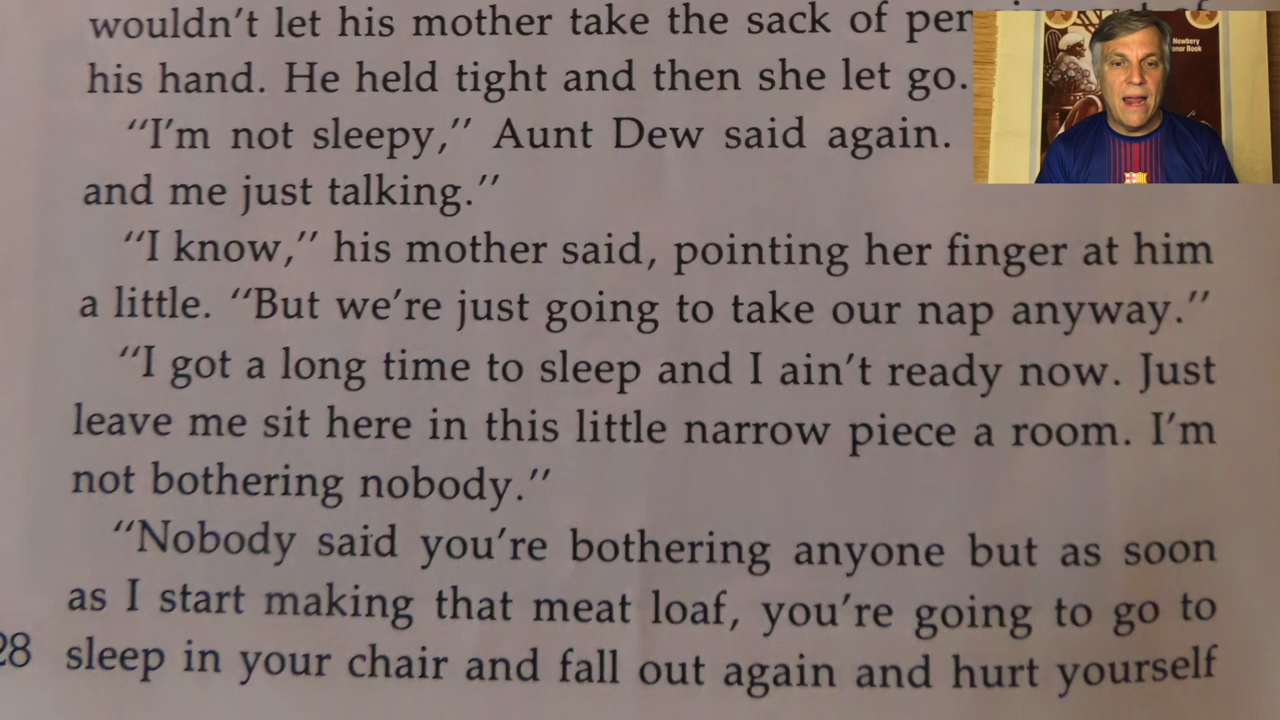 wouldn’t let his mother take the sack of of
his hand. He held tight and then she let go.
“I’m not sleepy,” Aunt Dew said again.
and me just talking.”
“I know,” his mother said, pointing her finger at him
a little. “But we’re just going to take our nap anyway.”
“I got a long time to sleep and I ain’t ready now. Just
leave me sit here in this little narrow piece a room. I’m
not bothering nobody.”
“Nobody said you’re bothering anyone but as soon
as I start making that meat loaf, you’re going to go to
28 sleep in your chair and fall out again and hurt yourself
Newbery
Book